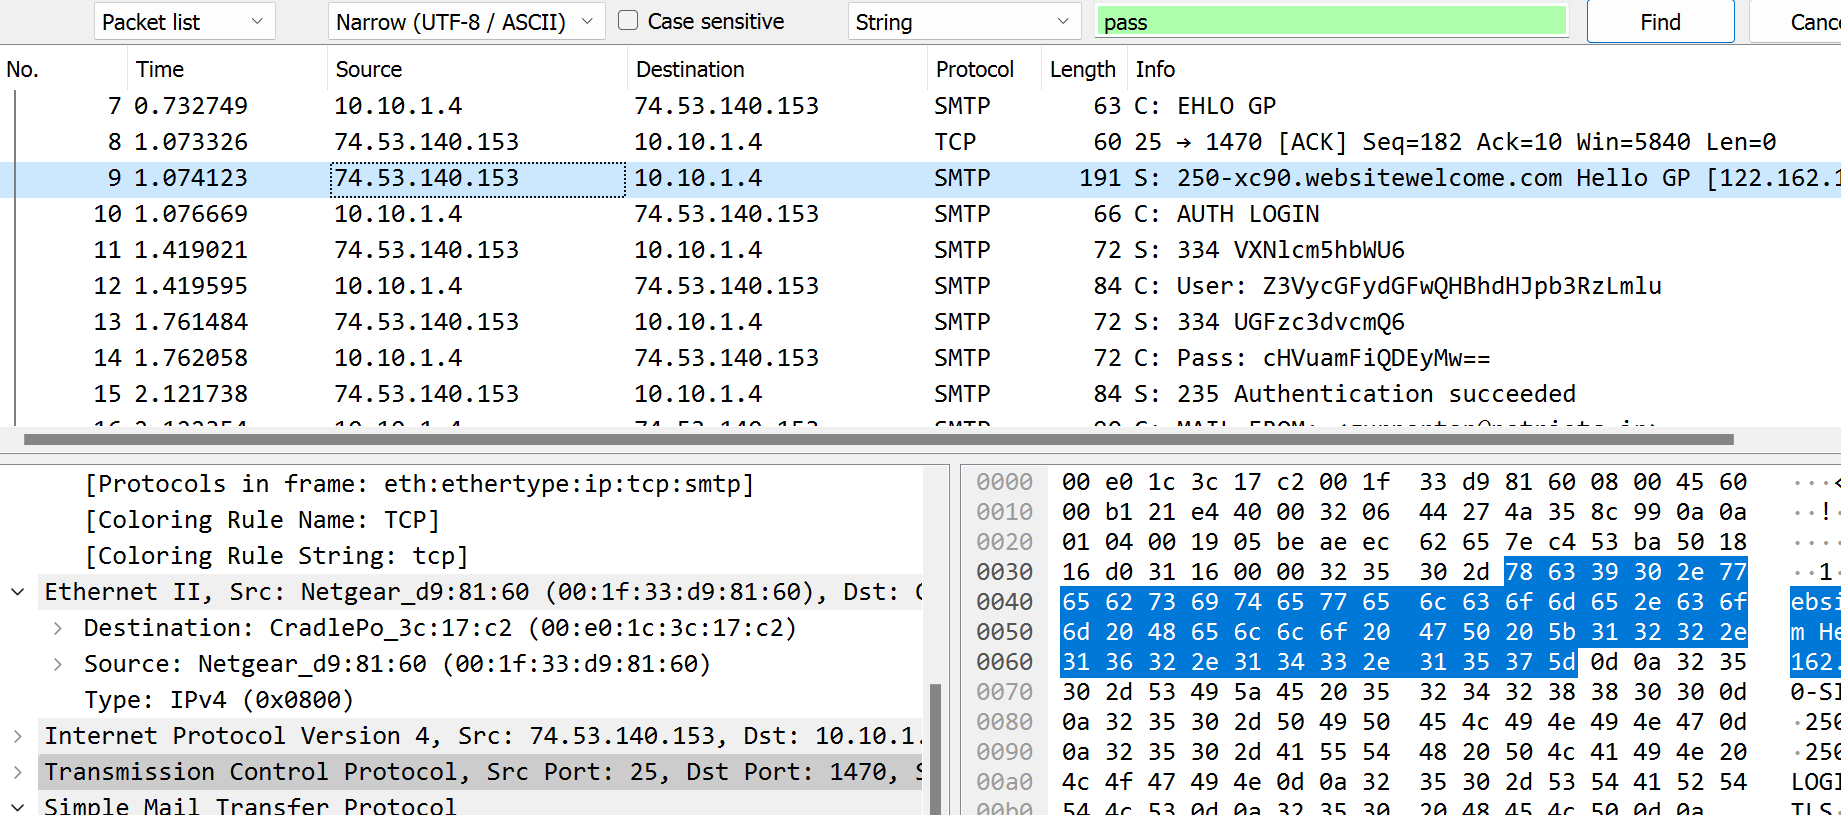 Packet list Narrow (UTF-8 / ASCII) Case sensitive String pass Find Canc
No. Time Source Destination Protocol Length Info
7 0.732749 10.10.1.4 74.53.140.153 SMTP 63 C: EHLO GP
8 1.073326 74.53.140.153 10.10.1.4 TCP 60 25 → 1470 [ACK] Seq=182 Ack=10 Win=5840 Len=0
9 1.074123 74.53.140.153 10.10.1.4 SMTP 191 S: 250-xc90.websitewelcome.com Hello GP [122.162.1
10 1.076669 10.10.1.4 74.53.140.153 SMTP 66 C: AUTH LOGIN
11 1.419021 74.53.140.153 10.10.1.4 SMTP 72 S: 334 VXNlcm5hbWU6
12 1.419595 10.10.1.4 74.53.140.153 SMTP 84 C: User: Z3VycGFydGFwQHBhdHJpb3RzLmlu
13 1.761484 74.53.140.153 10.10.1.4 SMTP 72 S: 334 UGFzc3dvcmQ6
14 1.762058 10.10.1.4 74.53.140.153 SMTP 72 C: Pass: cHVuamFiQDEyMw==
15 2.121738 74.53.140.153 10.10.1.4 SMTP 84 S: 235 Authentication succeeded
[Protocols in frame: eth:ethertype:ip:tcp:smtp]
[Coloring Rule Name: TCP]
[Coloring Rule String: tcp]
Ethernet II, Src: Netgear_d9:81:60 (00:1f:33:d9:81:60), Dst: C
Destination: CradlePo_3c:17:c2 (00:e0:1c:3c:17:c2)
Source: Netgear_d9:81:60 (00:1f:33:d9:81:60)
Type: IPv4 (0x0800)
Internet Protocol Version 4, Src: 74.53.140.153, Dst: 10.10.1.
Transmission Control Protocol, Src Port: 25, Dst Port: 1470, S
Simple Mail Transfer Protocol
0000 00 e0 1c 3c 17 c2 00 1f 33 d9 81 60 08 00 45 60 ···<
0010 00 b1 21 e4 40 00 32 06 44 27 4a 35 8c 99 0a 0a ··!·
0020 01 04 00 19 05 be ae ec 62 65 7e c4 53 ba 50 18 ····
0030 16 d0 31 16 00 00 32 35 30 2d 78 63 39 30 2e 77 ··1·
0040 65 62 73 69 74 65 77 65 6c 63 6f 6d 65 2e 63 6f ebsi
0050 6d 20 48 65 6c 6c 6f 20 47 50 20 5b 31 32 32 2e m He
0060 31 36 32 2e 31 34 33 2e 31 35 37 5d 0d 0a 32 35 162.
0070 30 2d 53 49 5a 45 20 35 32 34 32 38 38 30 30 0d 0-SI
0080 0a 32 35 30 2d 50 49 50 45 4c 49 4e 49 4e 47 0d ·250
0090 0a 32 35 30 2d 41 55 54 48 20 50 4c 41 49 4e 20 ·250
00a0 4c 4f 47 49 4e 0d 0a 32 35 30 2d 53 54 41 52 54 LOGI
00b0 54 4c 53 0d 0a 32 35 30 20 48 45 4c 50 0d 0a TLS·